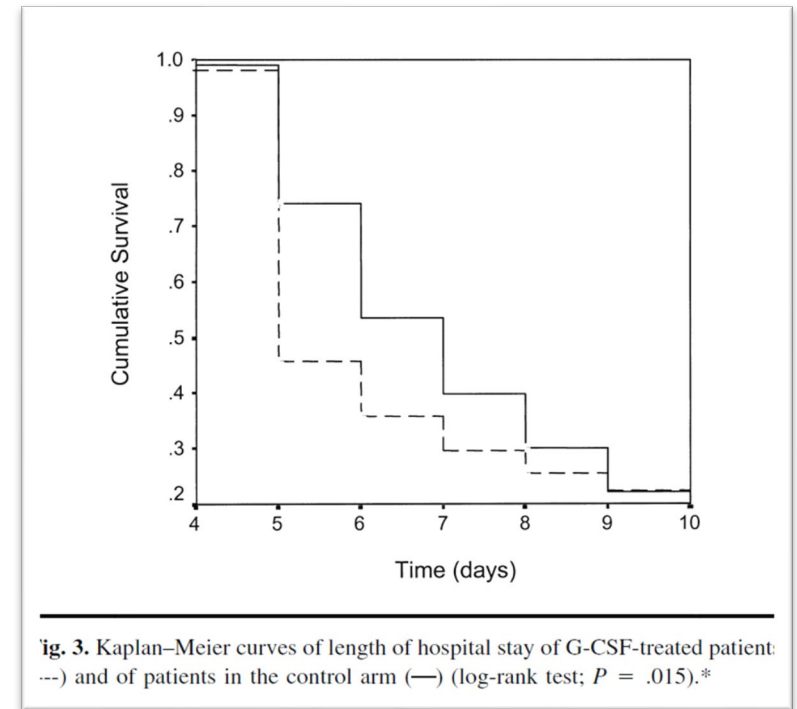 1.0
.9
.8
.7
.6
.5
.4
.3
.2
Cumulative Survival
4 5 6 7 8 9 10
Time (days)
ig. 3. Kaplan–Meier curves of length of hospital stay of G-CSF-treated patient
---) and of patients in the control arm (—) (log-rank test; P = .015).*